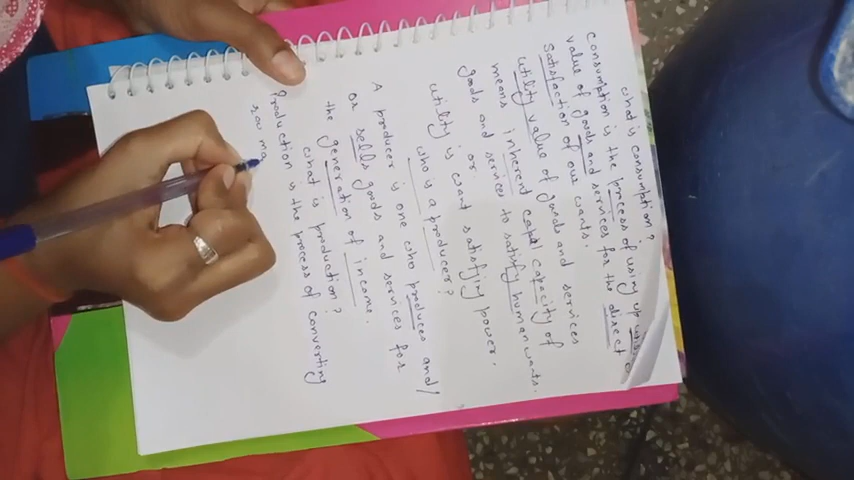 what is consumption?
consumption is the process of using up
value of goods and services for the direct
satisfaction of our wants.
utility value of goods and services
means inherent capacity of
goods and services to satisfy human wants.
or
utility is want satisfying power.
who is a producer?
A producer is one who produces and/
or sells goods and services for
the generation of income.
what is production?
Production is the process of converting
raw ma